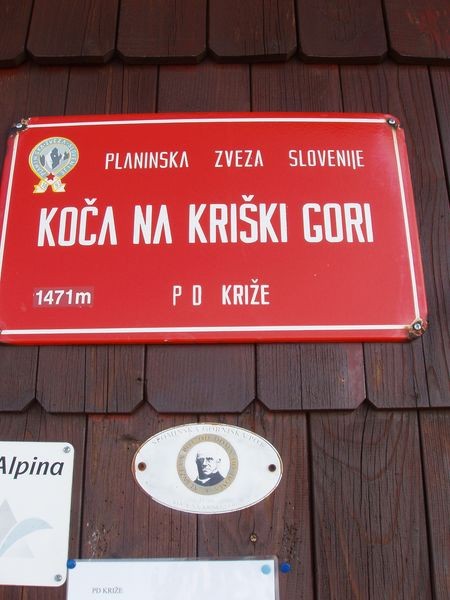 PLANINSKA ZVEZA SLOVENIJE
KOČA NA KRIŠKI GORI
1471m
P D KRIŽE
Alpina
PD KRIŽE